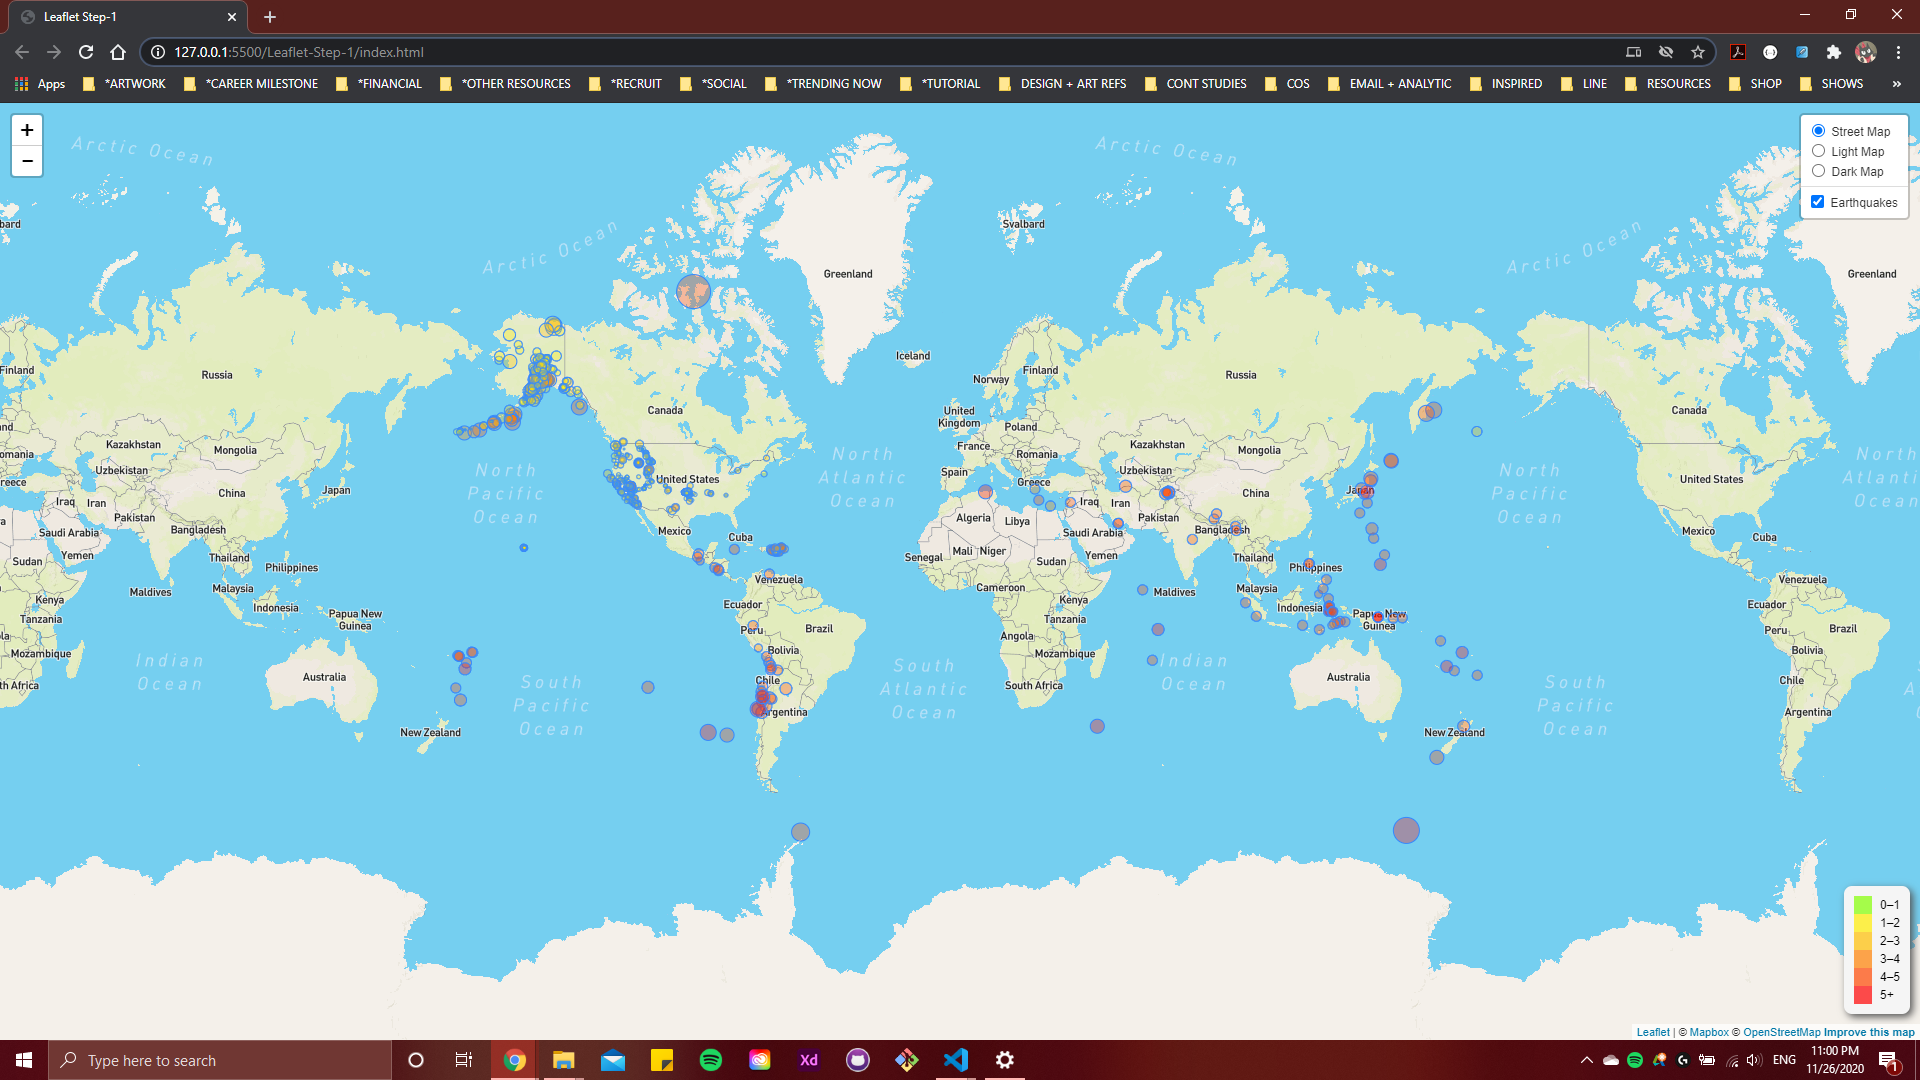 Leaflet Step-1
127.0.0.1:5500/Leaflet-Step-1/index.html
Apps *ARTWORK *CAREER MILESTONE *FINANCIAL *OTHER RESOURCES *RECRUIT *SOCIAL *TRENDING NOW *TUTORIAL DESIGN + ART REFS CONT STUDIES COS EMAIL + ANALYTIC INSPIRED LINE RESOURCES SHOP SHOWS »
+
−
Street Map
Light Map
Dark Map
Earthquakes
Arctic Ocean
Arctic Ocean
Arctic Ocean
Arctic Ocean
bard
Svalbard
Greenland
Greenland
Iceland
Finland
Russia
Norway
Finland
Russia
Canada
United
Kingdom
Poland
Canada
France
Romania
Kazakhstan
Mongolia
Uzbekistan
China
Japan
Iraq
Iran
Pakistan
Saudi Arabia
Bangladesh
Yemen
Thailand
Sudan
Philippines
Malaysia
Maldives
Kenya
Indonesia
Tanzania
Papua New
Guinea
Mozambique
th Africa
Indian
Ocean
Australia
New Zealand
North
Pacific
Ocean
South
Pacific
Ocean
United States
Mexico
Cuba
Venezuela
Ecuador
Peru
Brazil
Bolivia
Chile
Argentina
North
Atlantic
Ocean
South
Atlantic
Ocean
Spain
Greece
Algeria
Libya
Mali
Niger
Senegal
Sudan
Cameroon
Kenya
Tanzania
Angola
Mozambique
South Africa
Kazakhstan
Mongolia
Uzbekistan
China
Japan
Iraq
Iran
Pakistan
Saudi Arabia
Bangladesh
Yemen
Thailand
Philippines
Malaysia
Maldives
Indonesia
Papua New
Guinea
Indian
Ocean
Australia
New Zealand
North
Pacific
Ocean
South
Pacific
Ocean
United States
Mexico
Cuba
Venezuela
Ecuador
Peru
Brazil
Bolivia
Chile
Argentina
North
Atlantic
Ocean
0–1
1–2
2–3
3–4
4–5
5+
Leaflet | © Mapbox © OpenStreetMap Improve this map
Type here to search
Xd
ENG
11:00 PM
11/26/2020
1